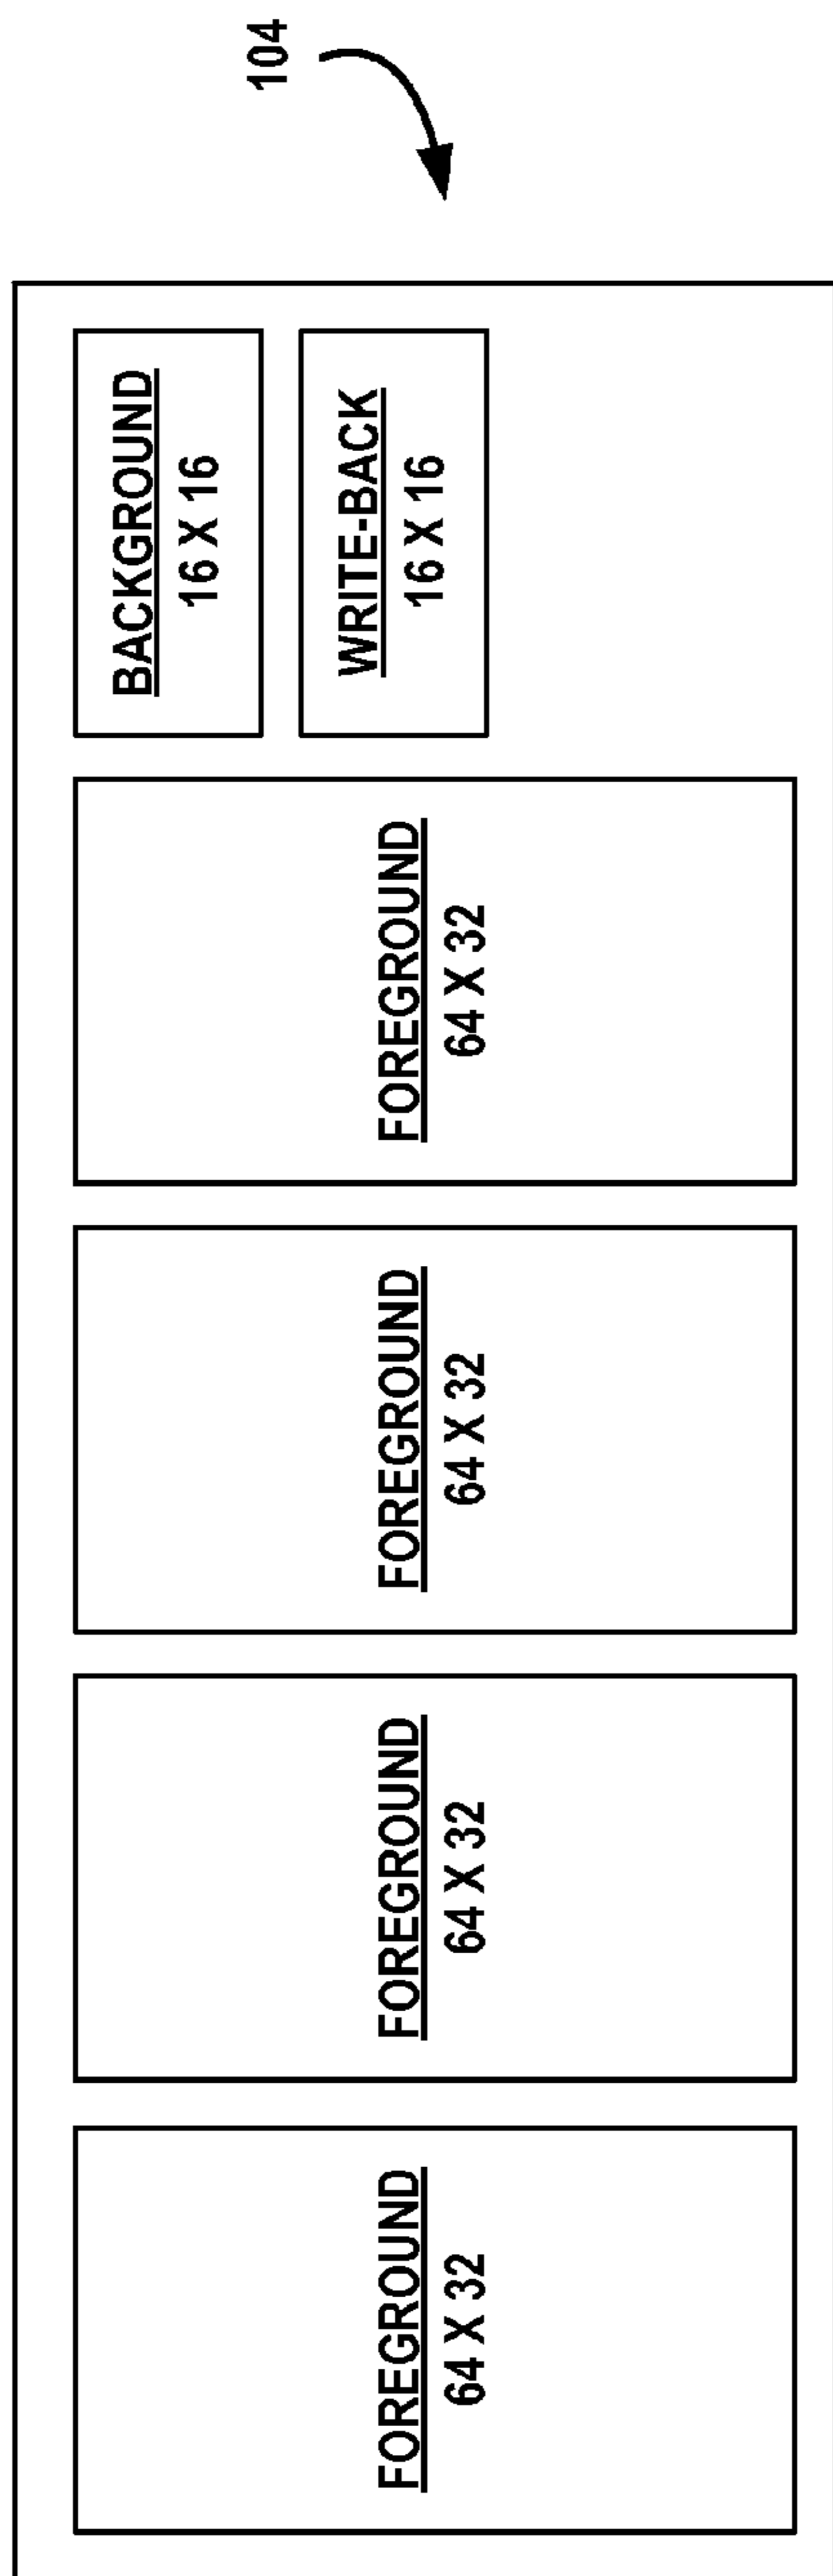 104
FOREGROUND
64 X 32
FOREGROUND
64 X 32
FOREGROUND
64 X 32
FOREGROUND
64 X 32
BACKGROUND
16 X 16
WRITE-BACK
16 X 16